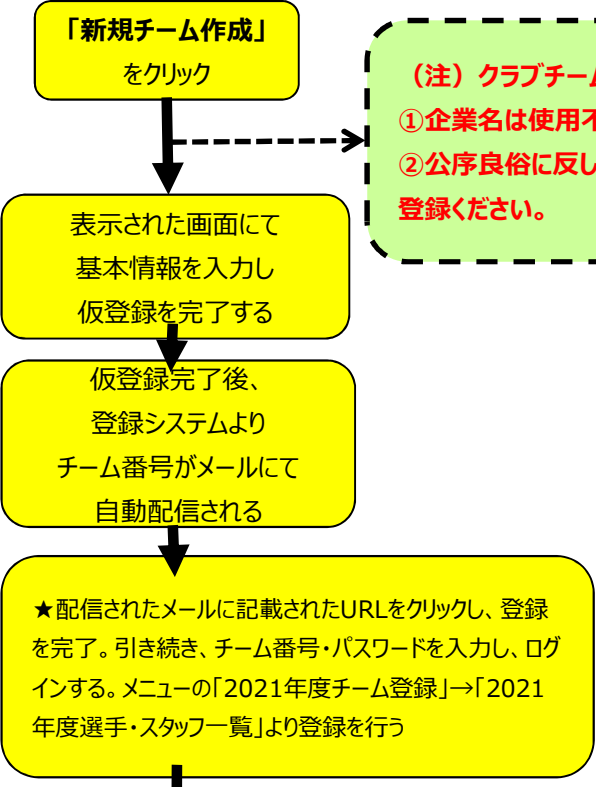 「新規チーム作成」
をクリック
（注）クラブチーム
①企業名は使用不
②公序良俗に反し
登録ください。
表示された画面にて
基本情報を入力し
仮登録を完了する
仮登録完了後、
登録システムより
チーム番号がメールにて
自動配信される
★配信されたメールに記載されたURLをクリックし、登録
を完了。引き続き、チーム番号・パスワードを入力し、ログ
インする。メニューの「2021年度チーム登録」→「2021
年度選手・スタッフ一覧」より登録を行う